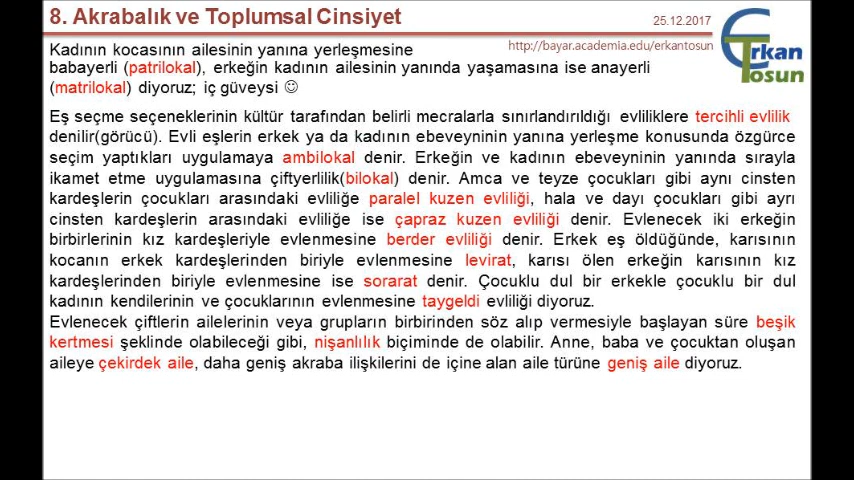 8. Akrabalık ve Toplumsal Cinsiyet
25.12.2017
http://bayar.academia.edu/erkantosun
Erkan
Tosun
Kadının kocasının ailesinin yanına yerleşmesine
babayerli (patrilokal), erkeğin kadının ailesinin yanında yaşamasına ise anayerli
(matrilokal) diyoruz; iç güveysi ☺
Eş seçme seçeneklerinin kültür tarafından belirli mecralarla sınırlandırıldığı evliliklere tercihli evlilik
denilir(görücü). Evli eşlerin erkek ya da kadının ebeveyninin yanına yerleşme konusunda özgürce
seçim yaptıkları uygulamaya ambilokal denir. Erkeğin ve kadının ebeveyninin yanında sırayla
ikamet etme uygulamasına çiftyerlilik(bilokal) denir. Amca ve teyze çocukları gibi aynı cinsten
kardeşlerin çocukları arasındaki evliliğe paralel kuzen evliliği, hala ve dayı çocukları gibi ayrı
cinsten kardeşlerin arasındaki evliliğe ise çapraz kuzen evliliği denir. Evlenecek iki erkeğin
birbirlerinin kız kardeşleriyle evlenmesine berder evliliği denir. Erkek eş öldüğünde, karısının
kocanın erkek kardeşlerinden biriyle evlenmesine levirat, karısı ölen erkeğin karısının kız
kardeşlerinden biriyle evlenmesine ise sorarat denir. Çocuklu dul bir erkekle çocuklu bir dul
kadının kendilerinin ve çocuklarının evlenmesine taygeldi evliliği diyoruz.
Evlenecek çiftlerin ailelerinin veya grupların birbirinden söz alıp vermesiyle başlayan süre beşik
kertmesi şeklinde olabileceği gibi, nişanlılık biçiminde de olabilir. Anne, baba ve çocuktan oluşan
aileye çekirdek aile, daha geniş akraba ilişkilerini de içine alan aile türüne geniş aile diyoruz.